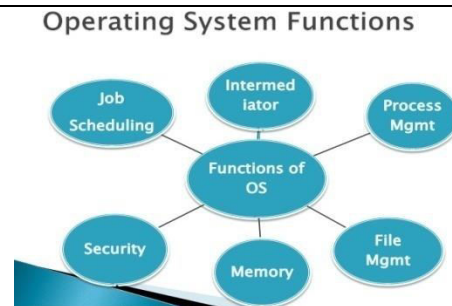 Operating System Functions
Intermed
iator
Job
Scheduling
Process
Mgmt
Functions of
OS
Security
Memory
File
Mgmt